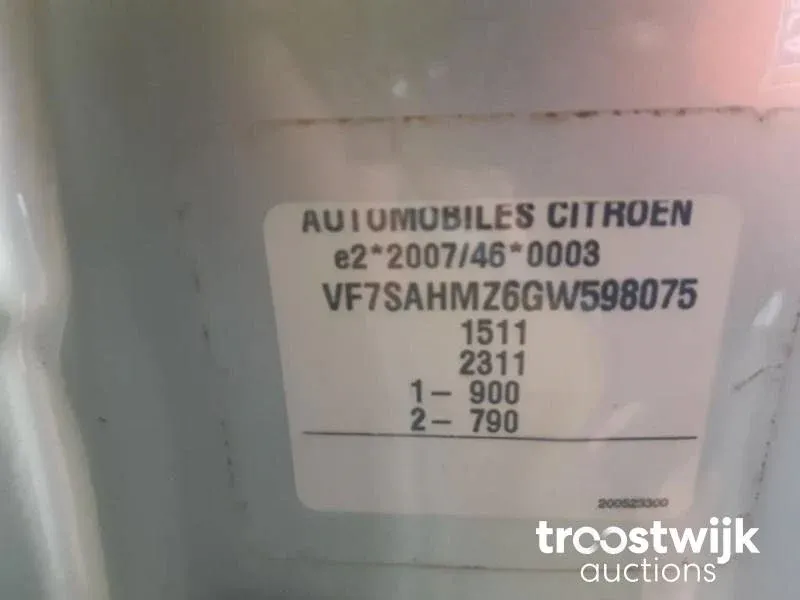 AUTOMOBILES CITROEN
e2*2007/46*0003
VF7SAHMZ6GW598075
1511
2311
1- 900
2- 790
200523300
troostwijk
auctions